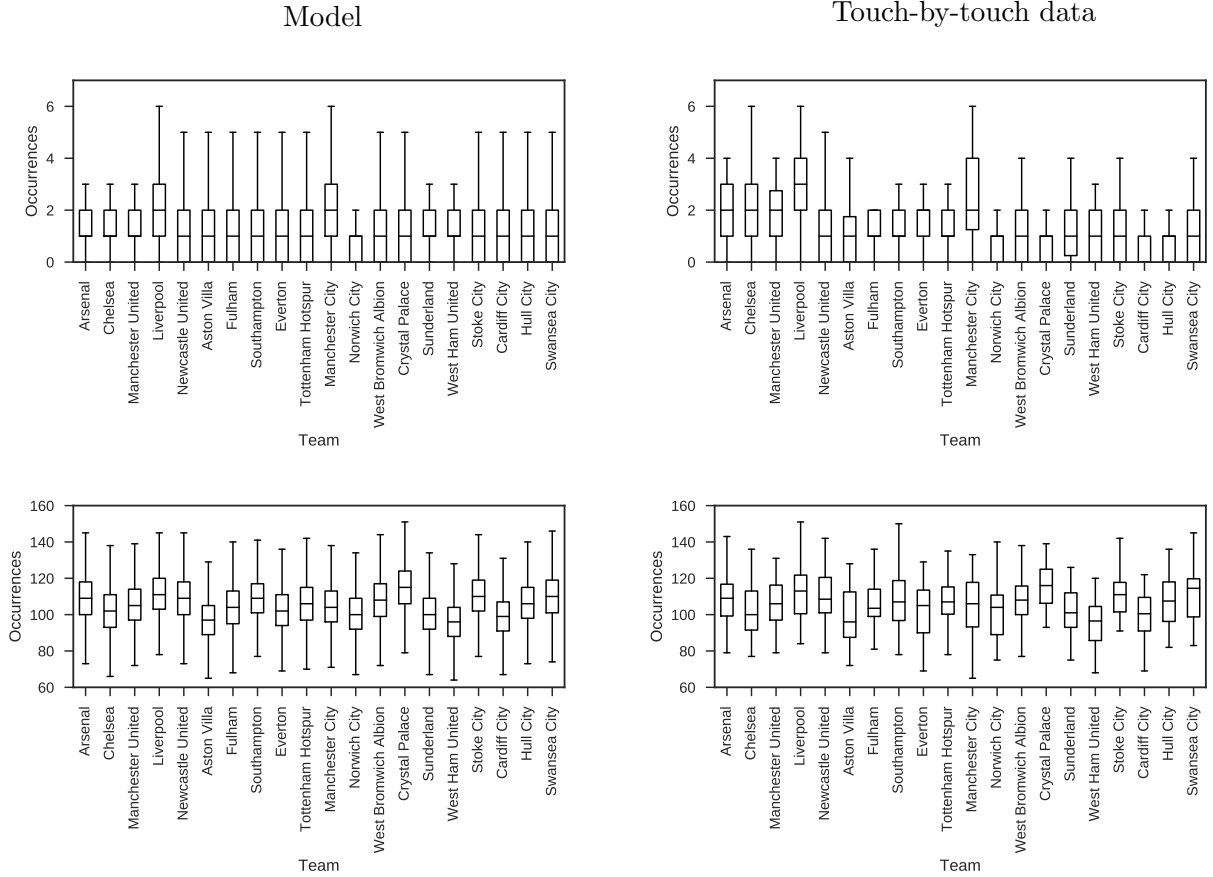 Model
Touch-by-touch data
6
4
2
0
Occurrences
Arsenal
Chelsea
Manchester United
Liverpool
Newcastle United
Aston Villa
Fulham
Southampton
Everton
Tottenham Hotspur
Manchester City
Norwich City
West Bromwich Albion
Crystal Palace
Sunderland
West Ham United
Stoke City
Cardiff City
Hull City
Swansea City
Team
6
4
2
0
Occurrences
Arsenal
Chelsea
Manchester United
Liverpool
Newcastle United
Aston Villa
Fulham
Southampton
Everton
Tottenham Hotspur
Manchester City
Norwich City
West Bromwich Albion
Crystal Palace
Sunderland
West Ham United
Stoke City
Cardiff City
Hull City
Swansea City
Team
160
140
120
100
80
60
Occurrences
Arsenal
Chelsea
Manchester United
Liverpool
Newcastle United
Aston Villa
Fulham
Southampton
Everton
Tottenham Hotspur
Manchester City
Norwich City
West Bromwich Albion
Crystal Palace
Sunderland
West Ham United
Stoke City
Cardiff City
Hull City
Swansea City
Team
160
140
120
100
80
60
Occurrences
Arsenal
Chelsea
Manchester United
Liverpool
Newcastle United
Aston Villa
Fulham
Southampton
Everton
Tottenham Hotspur
Manchester City
Norwich City
West Bromwich Albion
Crystal Palace
Sunderland
West Ham United
Stoke City
Cardiff City
Hull City
Swansea City
Team